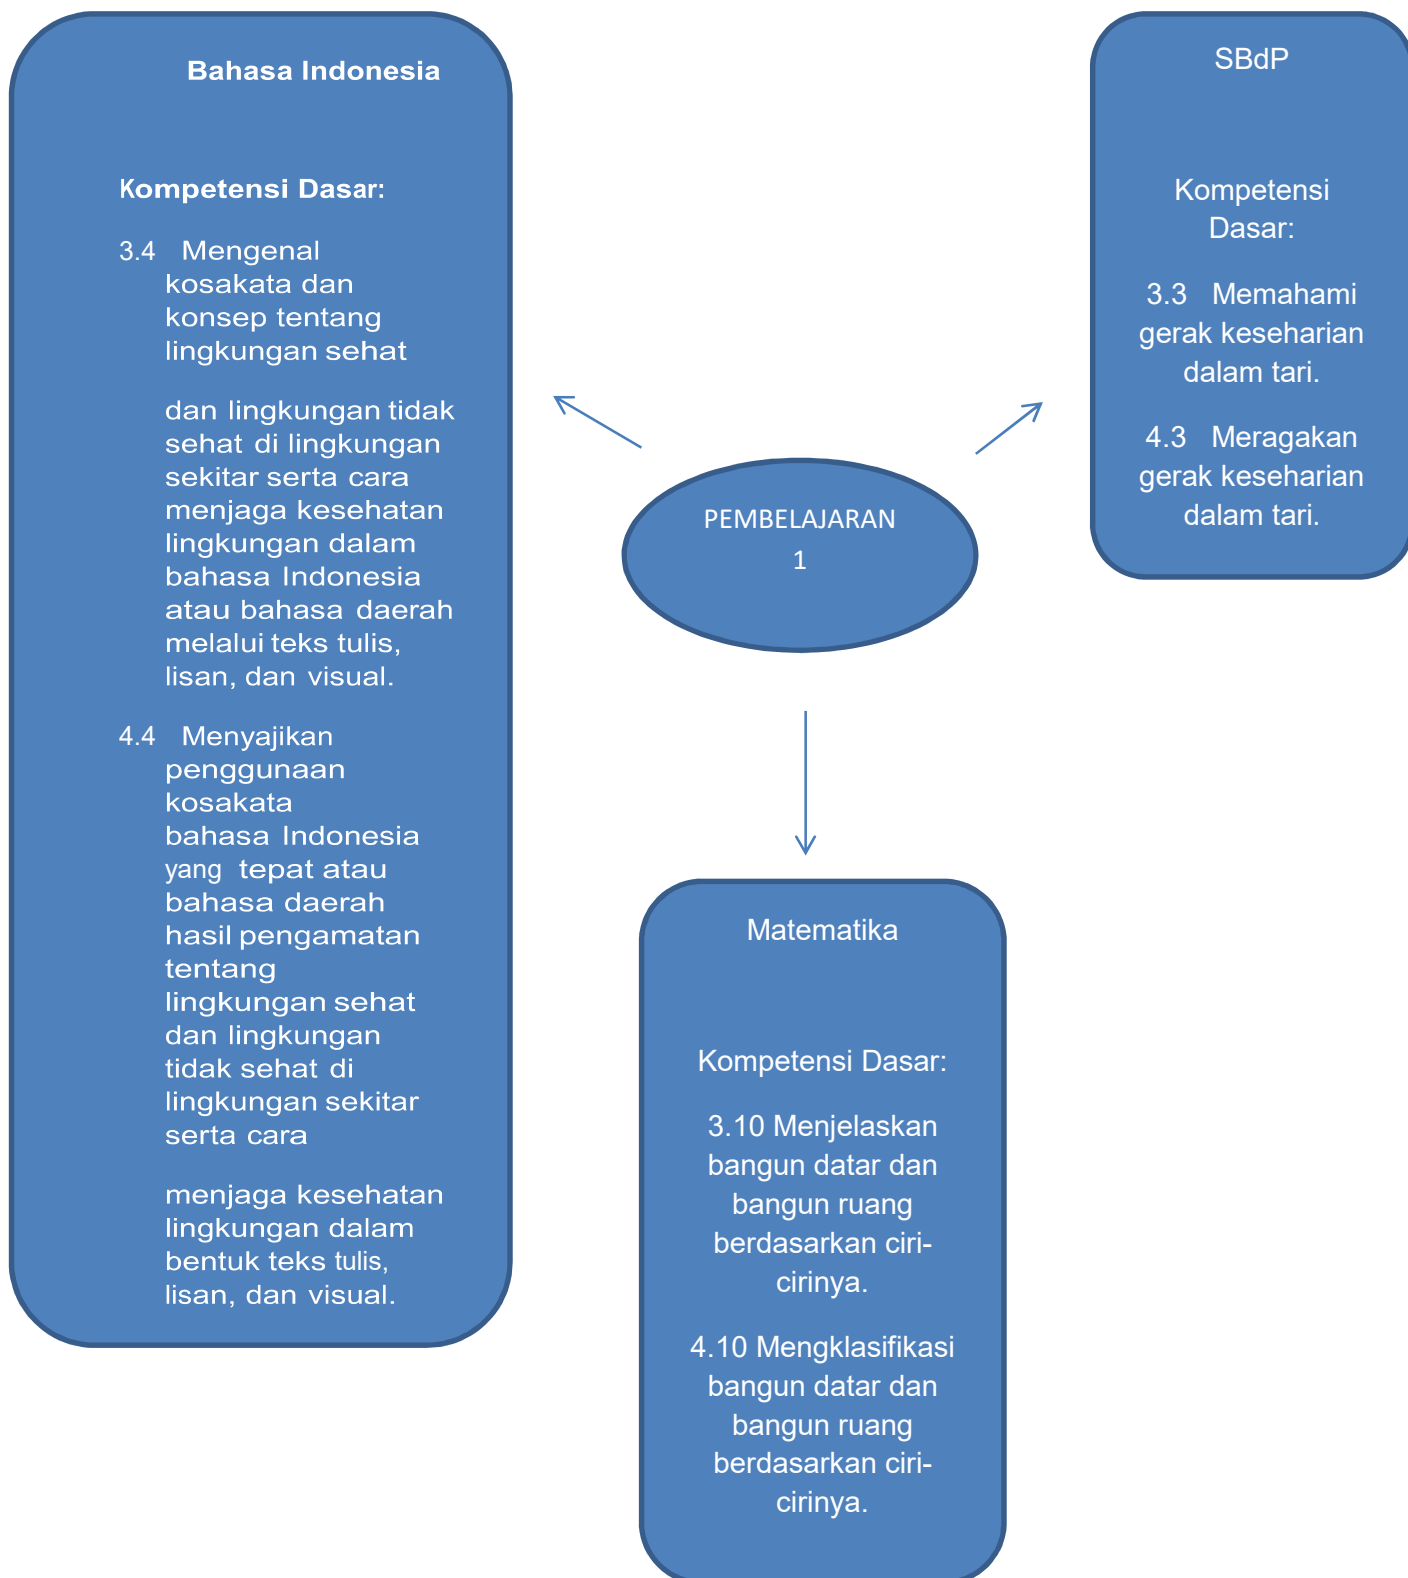 Bahasa Indonesia
Kompetensi Dasar:
3.4 Mengenal
kosakata dan
konsep tentang
lingkungan sehat
dan lingkungan tidak
sehat di lingkungan
sekitar serta cara
menjaga kesehatan
lingkungan dalam
bahasa Indonesia
atau bahasa daerah
melalui teks tulis,
lisan, dan visual.
4.4 Menyajikan
penggunaan
kosakata
bahasa Indonesia
yang tepat atau
bahasa daerah
hasil pengamatan
tentang
lingkungan sehat
dan lingkungan
tidak sehat di
lingkungan sekitar
serta cara
menjaga kesehatan
lingkungan dalam
bentuk teks tulis,
lisan, dan visual.
SBdP
Kompetensi
Dasar:
3.3 Memahami
gerak keseharian
dalam tari.
4.3 Meragakan
gerak keseharian
dalam tari.
PEMBELAJARAN
1
Matematika
Kompetensi Dasar:
3.10 Menjelaskan
bangun datar dan
bangun ruang
berdasarkan ciri-
cirinya.
4.10 Mengklasifikasi
bangun datar dan
bangun ruang
berdasarkan ciri-
cirinya.